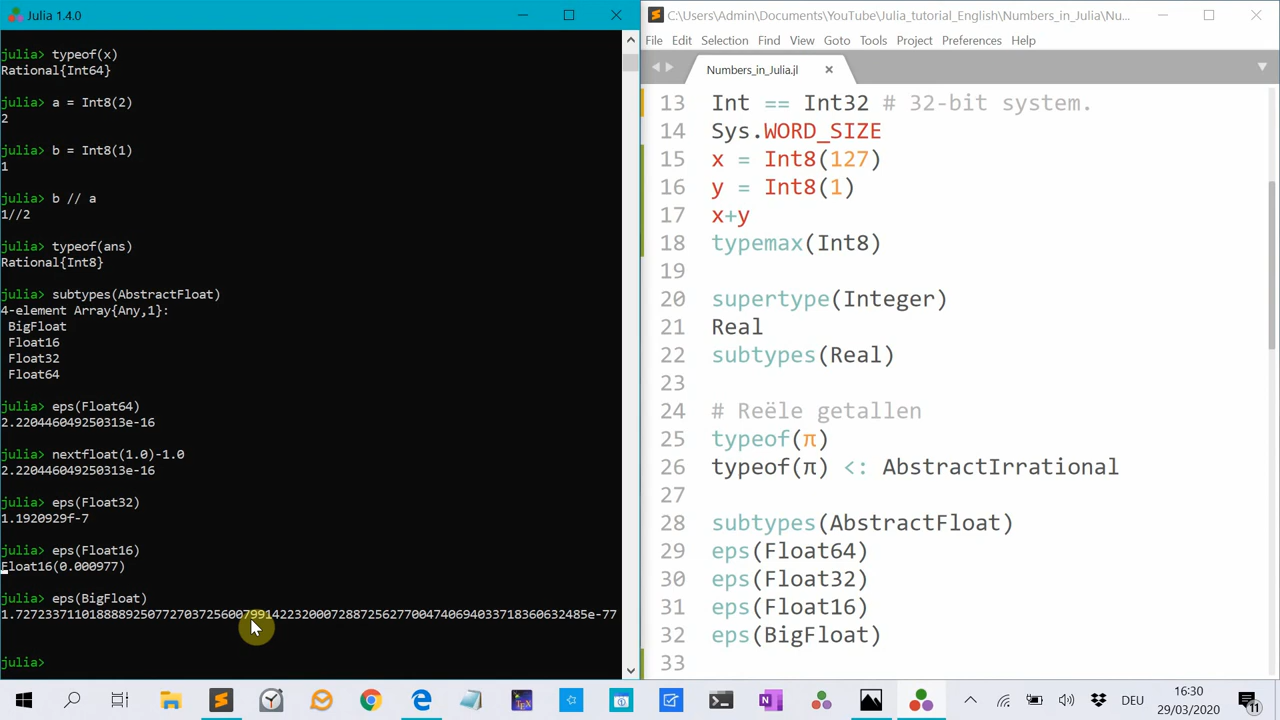 Julia 1.4.0
julia> typeof(x)
Rational{Int64}
julia> a = Int8(2)
2
julia> b = Int8(1)
1
julia> b // a
1//2
julia> typeof(ans)
Rational{Int8}
julia> subtypes(AbstractFloat)
4-element Array{Any,1}:
BigFloat
Float16
Float32
Float64
julia> eps(Float64)
2.220446049250313e-16
julia> nextfloat(1.0)-1.0
2.220446049250313e-16
julia> eps(Float32)
1.1920929f-7
julia> eps(Float16)
Float16(0.000977)
julia> eps(BigFloat)
1.727233711018888925077270372560079914223200072887256277004740694033718360632485e-77
julia>
C:\Users\Admin\Documents\YouTube\Julia_tutorial_English\Numbers_in_Julia\Nu...
File Edit Selection Find View Goto Tools Project Preferences Help
Numbers_in_Julia.jl
13 Int == Int32 # 32-bit system.
14 Sys.WORD_SIZE
15 x = Int8(127)
16 y = Int8(1)
17 x+y
18 typemax(Int8)
19
20 supertype(Integer)
21 Real
22 subtypes(Real)
23
24 # Reële getallen
25 typeof(π)
26 typeof(π) <: AbstractIrrational
27
28 subtypes(AbstractFloat)
29 eps(Float64)
30 eps(Float32)
31 eps(Float16)
32 eps(BigFloat)
33
DEU
16:30
29/03/2020
11